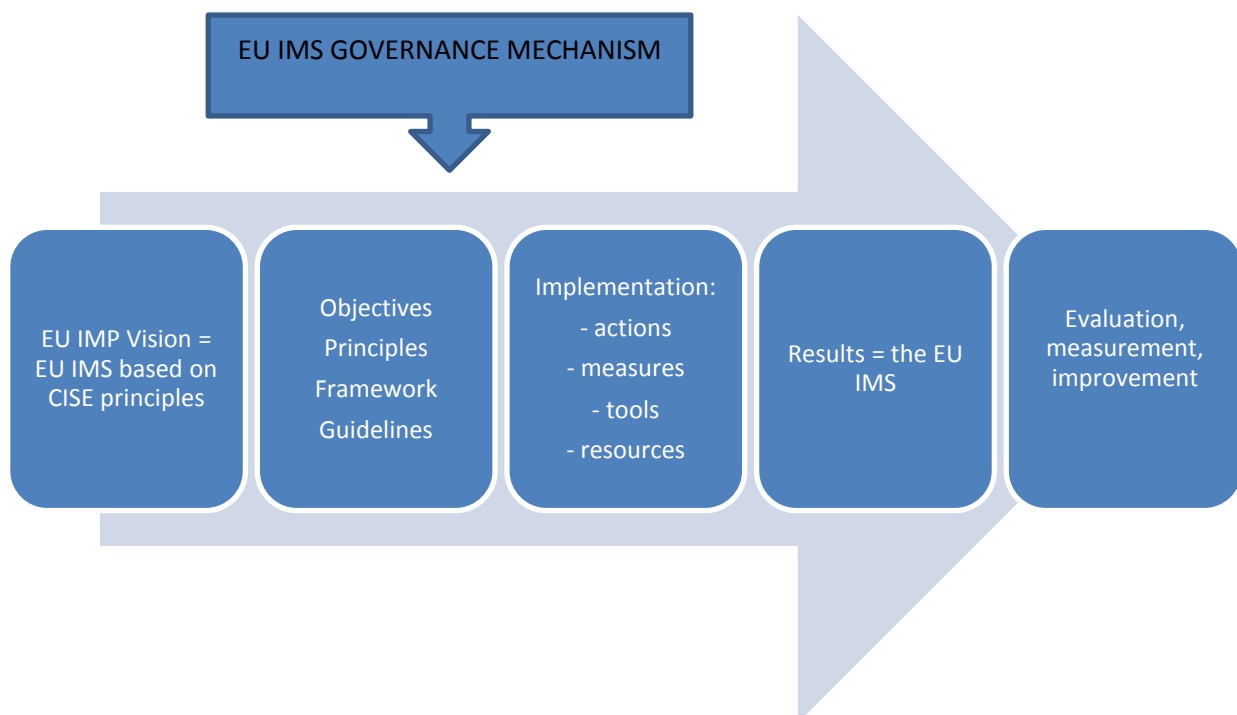 EU IMS GOVERNANCE MECHANISM
EU IMP Vision =
EU IMS based on
CISE principles
Objectives
Principles
Framework
Guidelines
Implementation:
- actions
- measures
- tools
- resources
Results = the EU
IMS
Evaluation,
measurement,
improvement